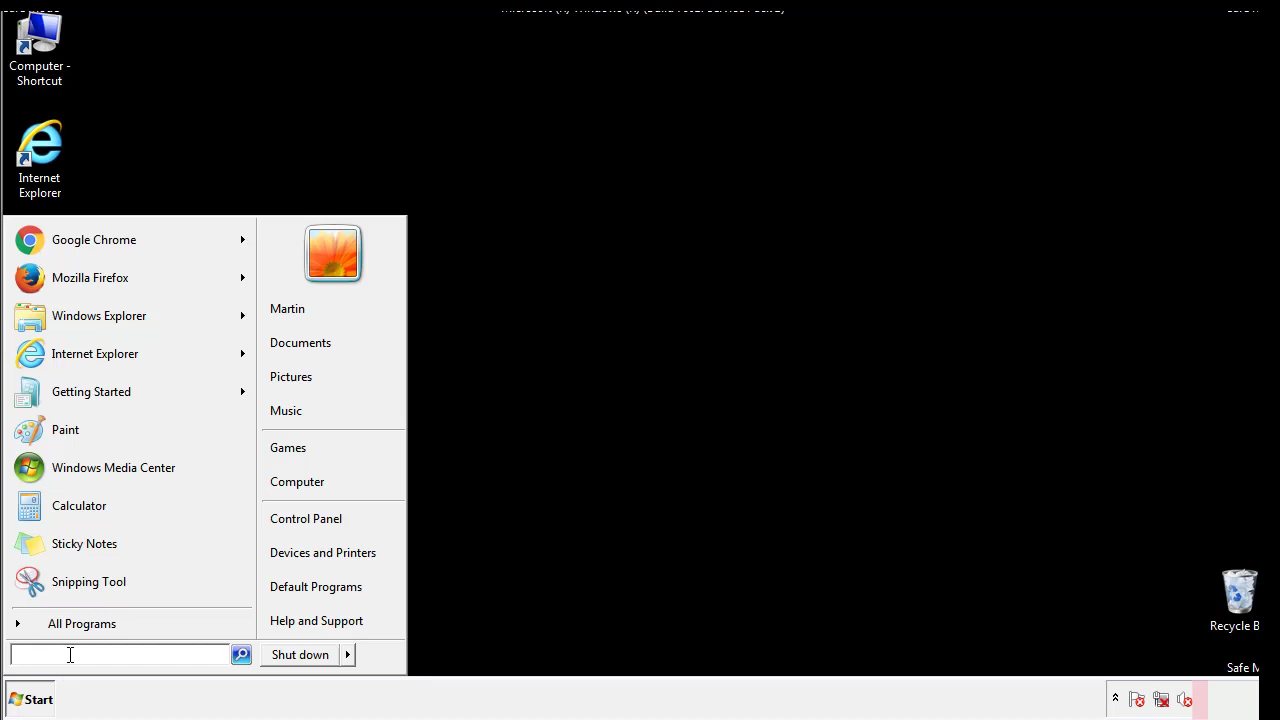 Computer -
Shortcut
Internet
Explorer
Google Chrome
Mozilla Firefox
Windows Explorer
Internet Explorer
Getting Started
Paint
Windows Media Center
Calculator
Sticky Notes
Snipping Tool
All Programs
Martin
Documents
Pictures
Music
Games
Computer
Control Panel
Devices and Printers
Default Programs
Help and Support
Shut down
Recycle B
Safe M
Start